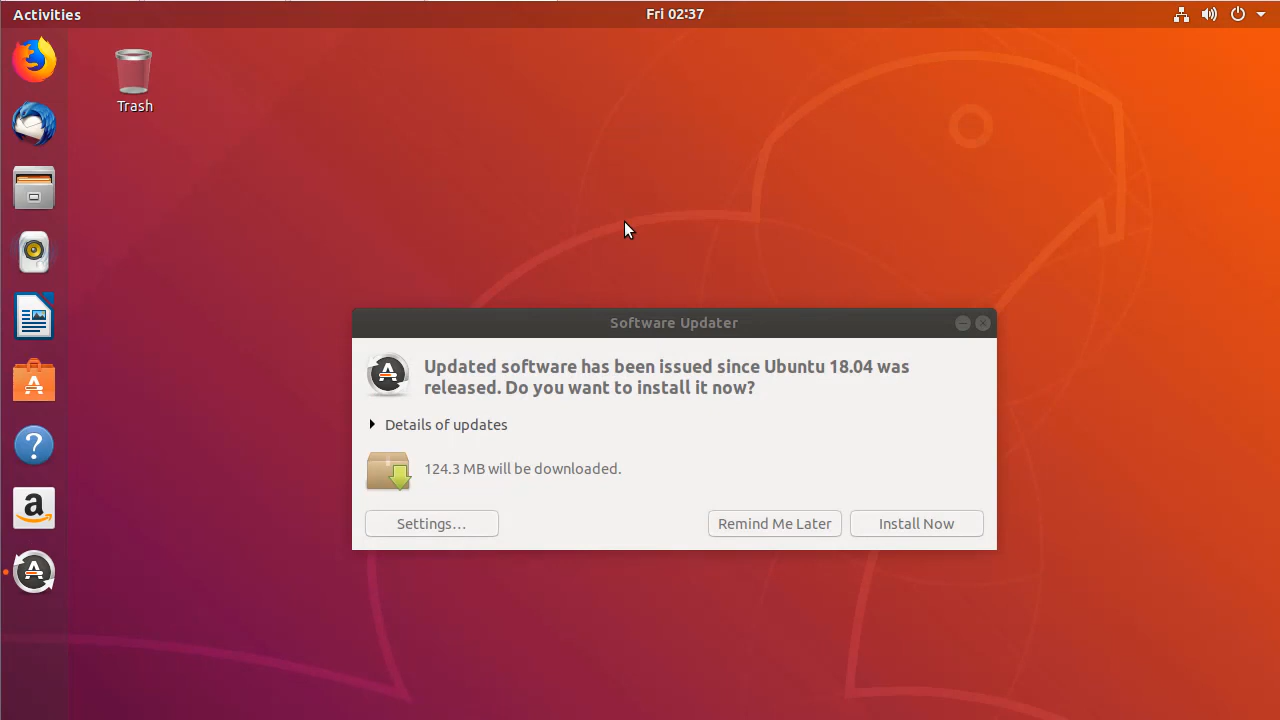 Activities
Fri 02:37
Trash
Software Updater
Updated software has been issued since Ubuntu 18.04 was
released. Do you want to install it now?
Details of updates
124.3 MB will be downloaded.
Settings…
Remind Me Later
Install Now